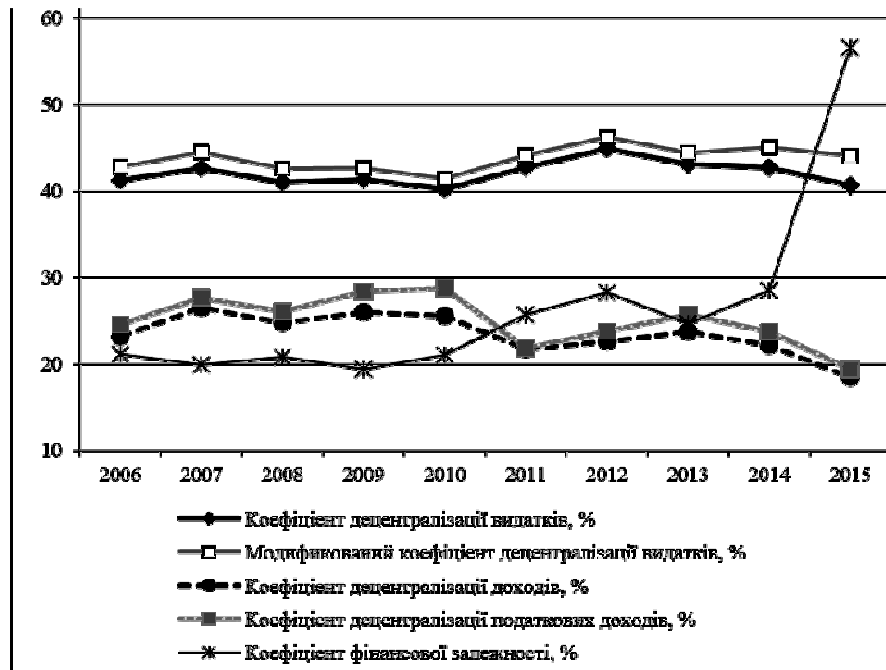 60
50
40
30
20
10
2006 2007 2008 2009 2010 2011 2012 2013 2014 2015
Коефіцієнт децентралізації видатків, %
Модифікований коефіцієнт децентралізації видатків, %
Коефіцієнт децентралізації доходів, %
Коефіцієнт децентралізації податкових доходів, %
Коефіцієнт фінансової залежності, %